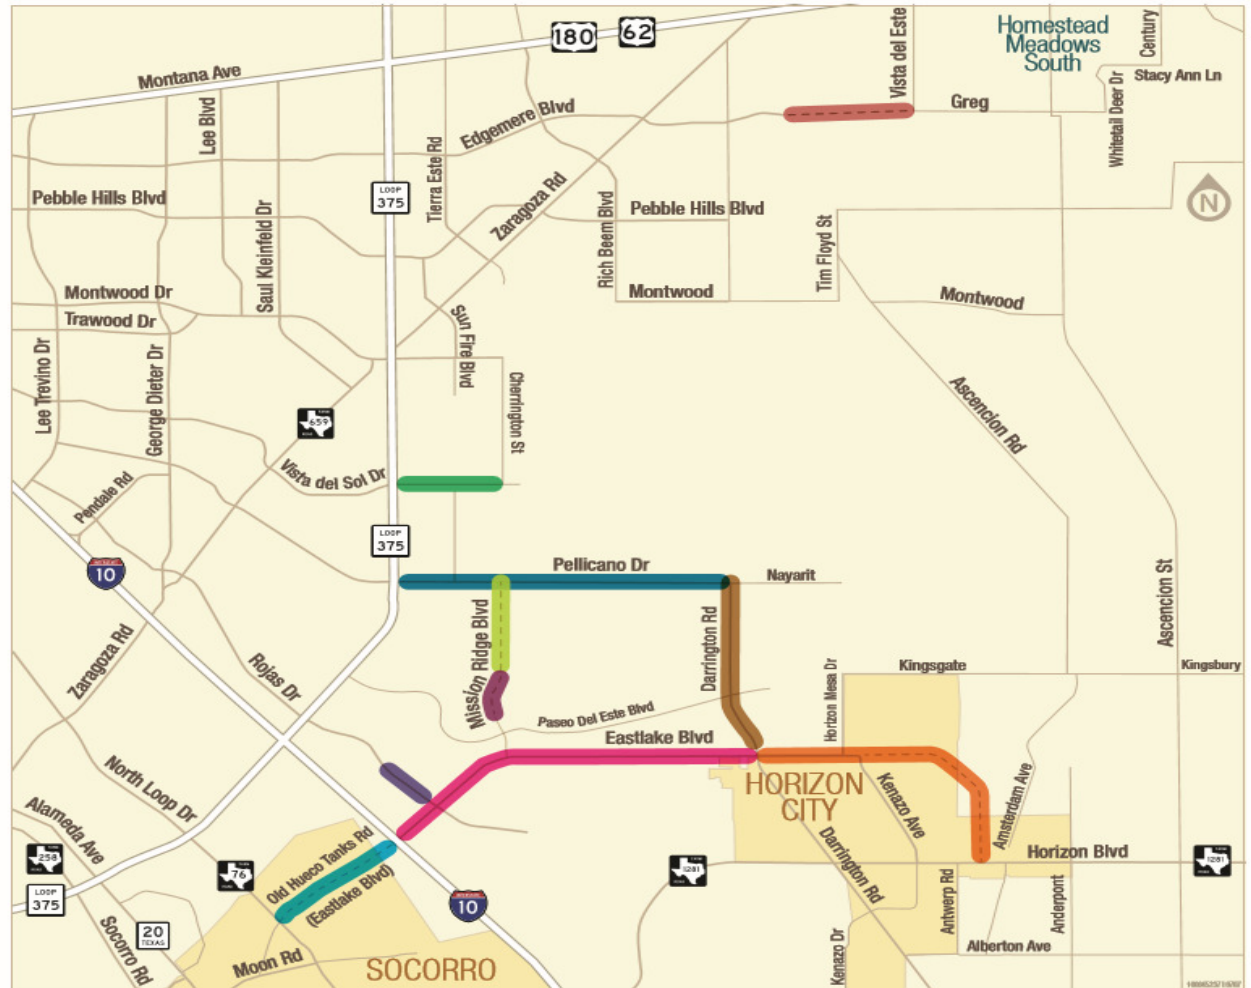 180
62
Homestead
Meadows
South
Century
Vista del Este
Stacy Ann Ln
Montana Ave
Lee Blvd
Edgemere Blvd
Greg
Whitetail Deer Dr
Tierra Este Rd
LOOP
375
Pebble Hills Blvd
Zaragoza Rd
Rich Beem Blvd
Pebble Hills Blvd
N
Saul Kleinfeld Dr
Tim Floyd St
Montwood Dr
Montwood
Montwood
Trawood Dr
Sun Fire Blvd
Lee Trevino Dr
George Dieter Dr
Cherrington St
Ascencion Rd
659
Vista del Sol Dr
Pendale Rd
LOOP
375
10
Pellicano Dr
Nayarit
Mission Ridge Blvd
Darrington Rd
Ascencion St
Zaragoza Rd
Rojas Dr
Horizon Mesa Dr
Kingsgate
Kingsbury
Paseo Del Este Blvd
Eastlake Blvd
North Loop Dr
HORIZON
CITY
Kenazo Ave
Amsterdam Ave
Alameda Ave
Old Hueco Tanks Rd
(Eastlake Blvd)
Darrington Rd
Horizon Blvd
258
76
1281
1281
LOOP
375
10
Antwerp Rd
Anderpont
20
TEXAS
Socorro Rd
Moon Rd
SOCORRO
Kenazo Dr
Alberton Ave